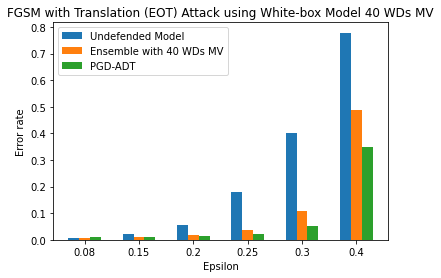 FGSM with Translation (EOT) Attack using White-box Model 40 WDs MV
Undefended Model
Ensemble with 40 WDs MV
PGD-ADT
Error rate
0.8
0.7
0.6
0.5
0.4
0.3
0.2
0.1
0.0
0.08 0.15 0.2 0.25 0.3 0.4
Epsilon